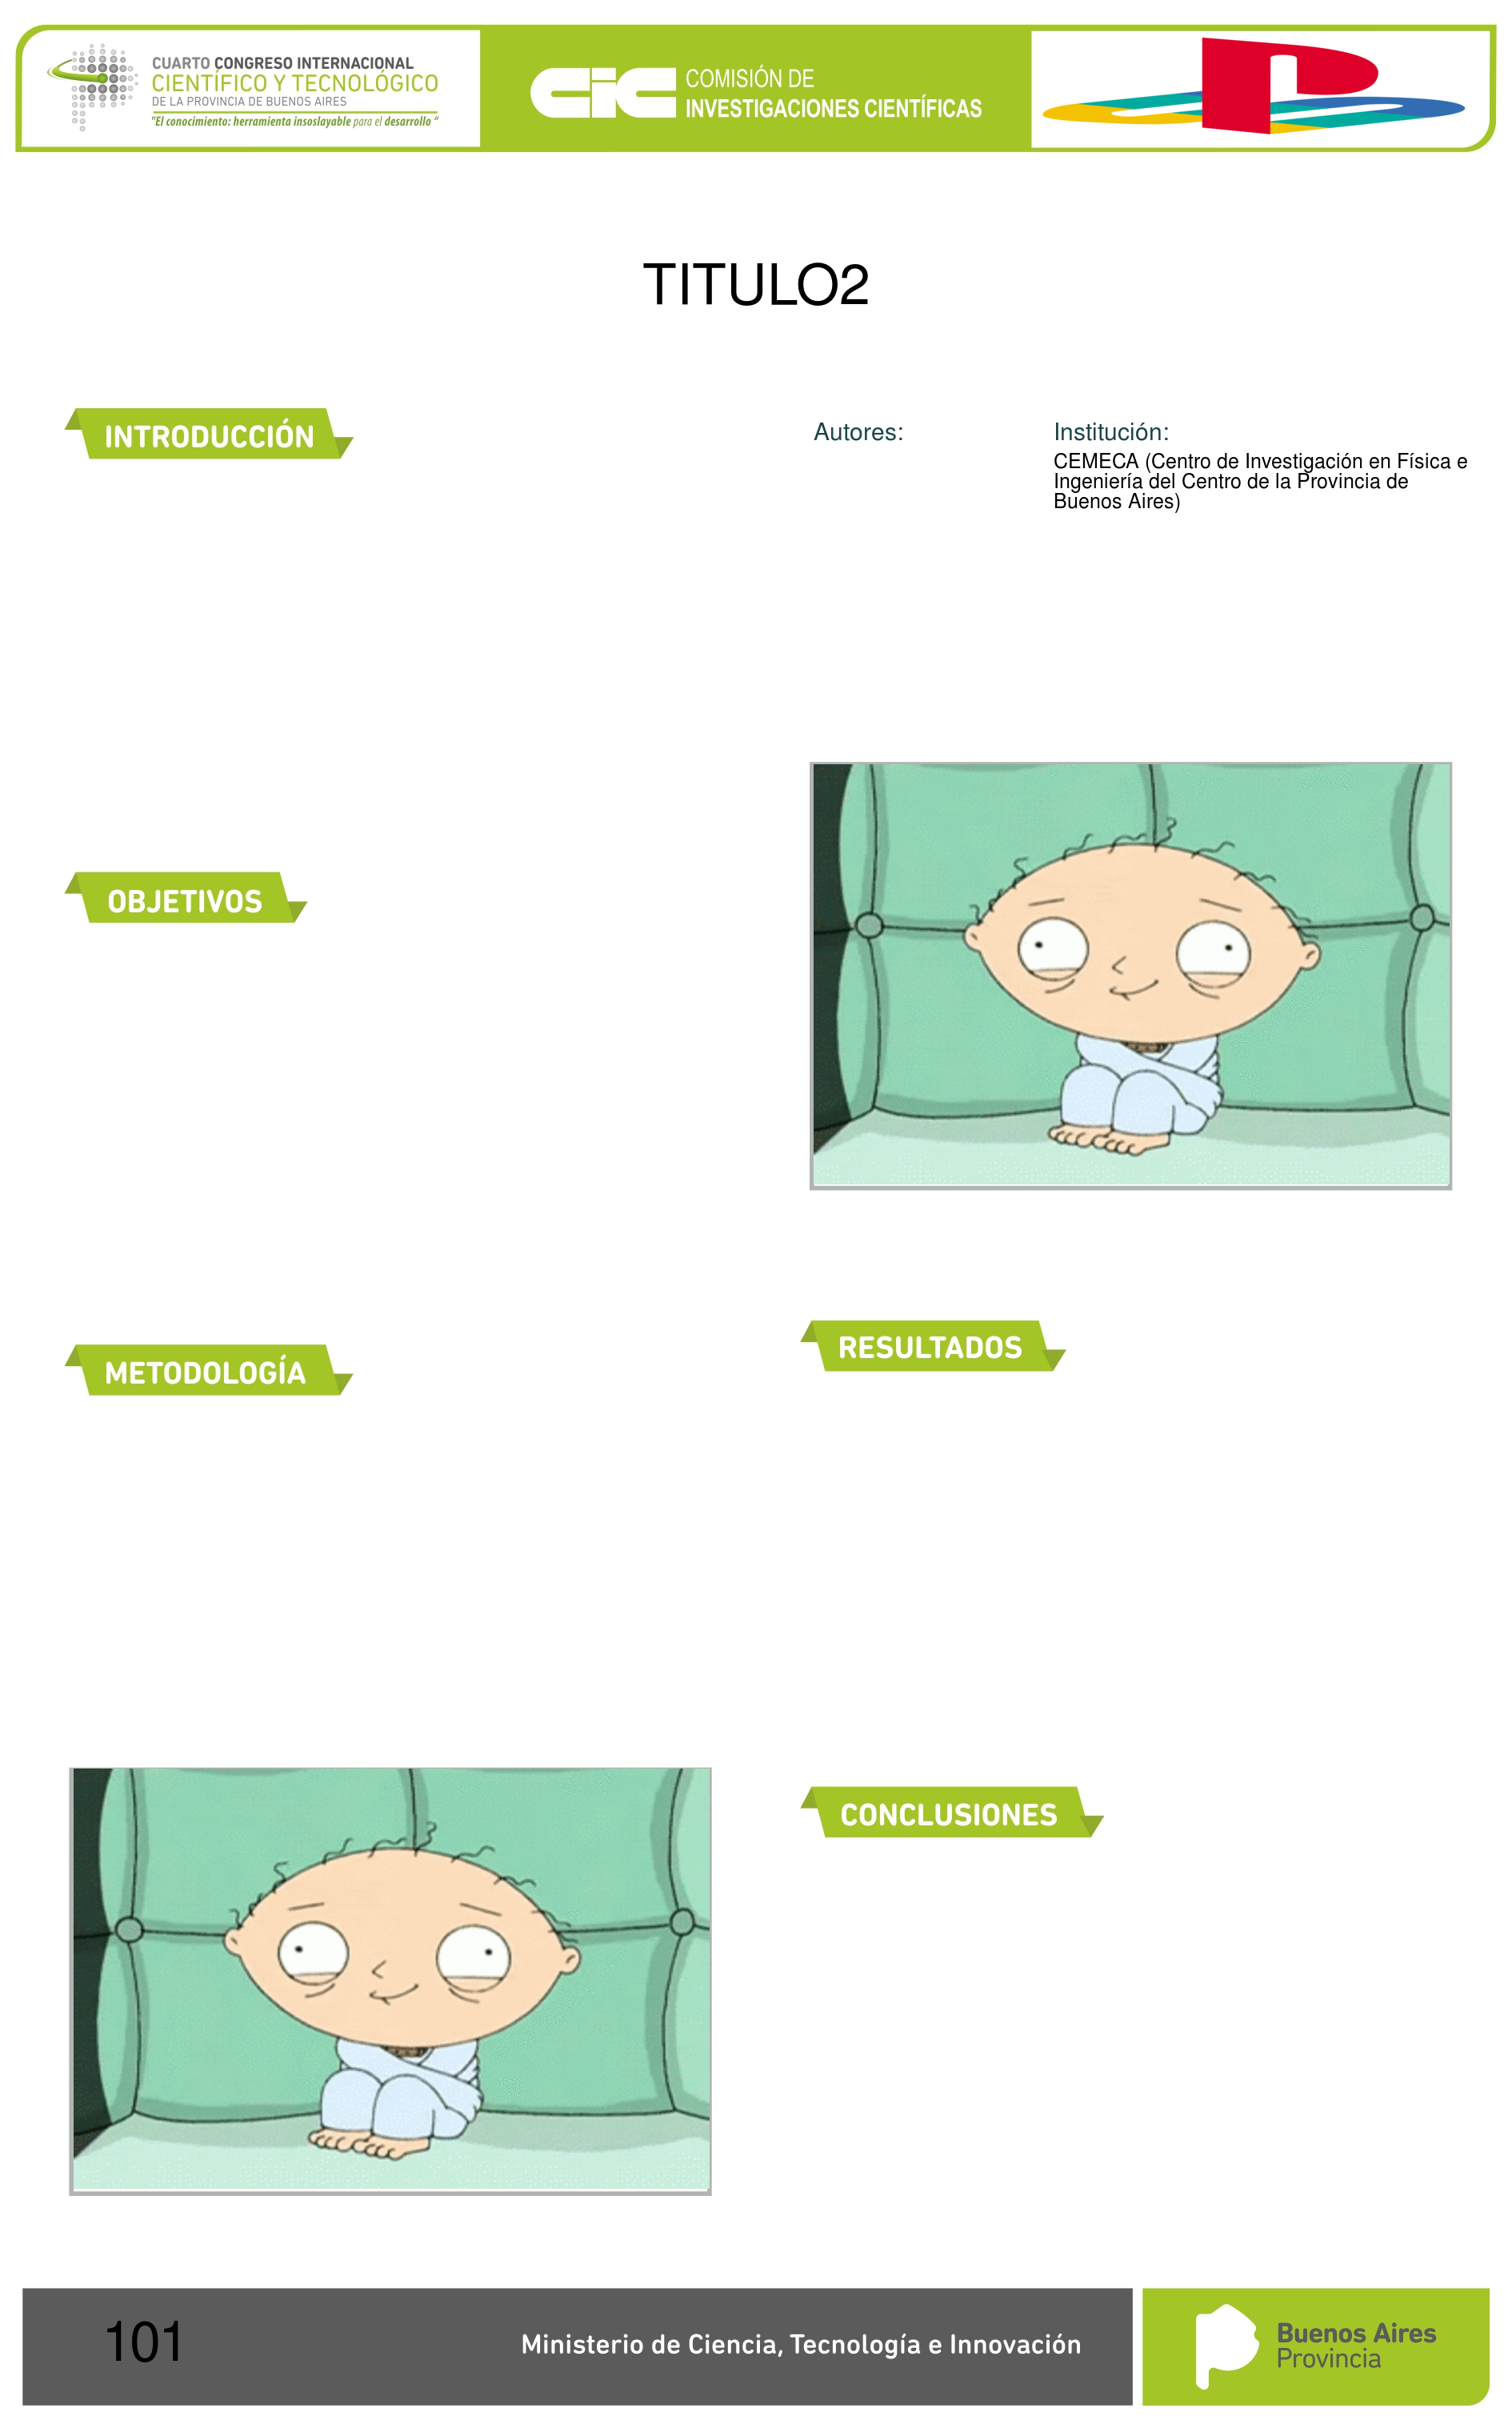 CUARTO CONGRESO INTERNACIONAL
CIENTÍFICO Y TECNOLÓGICO
DE LA PROVINCIA DE BUENOS AIRES
"El conocimiento: herramienta insoslayable para el desarrollo "
CiC COMISIÓN DE
INVESTIGACIONES CIENTÍFICAS
TITULO2
INTRODUCCIÓN
OBJETIVOS
METODOLOGÍA
Autores:
Institución:
CEMECA (Centro de Investigación en Física e
Ingeniería del Centro de la Provincia de
Buenos Aires)
RESULTADOS
CONCLUSIONES
101
Ministerio de Ciencia, Tecnología e Innovación
Buenos Aires
Provincia